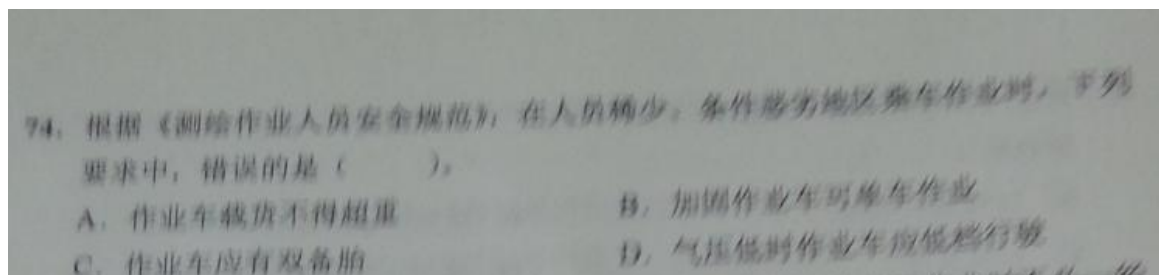 74. 根据《测绘作业人员安全规范》，在人员稀少、条件恶劣地区乘车作业时，下列
要求中，错误的是（　　）。
A. 作业车载货不得超重
B. 加固作业车可单车作业
C. 作业车应有双备胎
D. 气压低时作业车应低档行驶